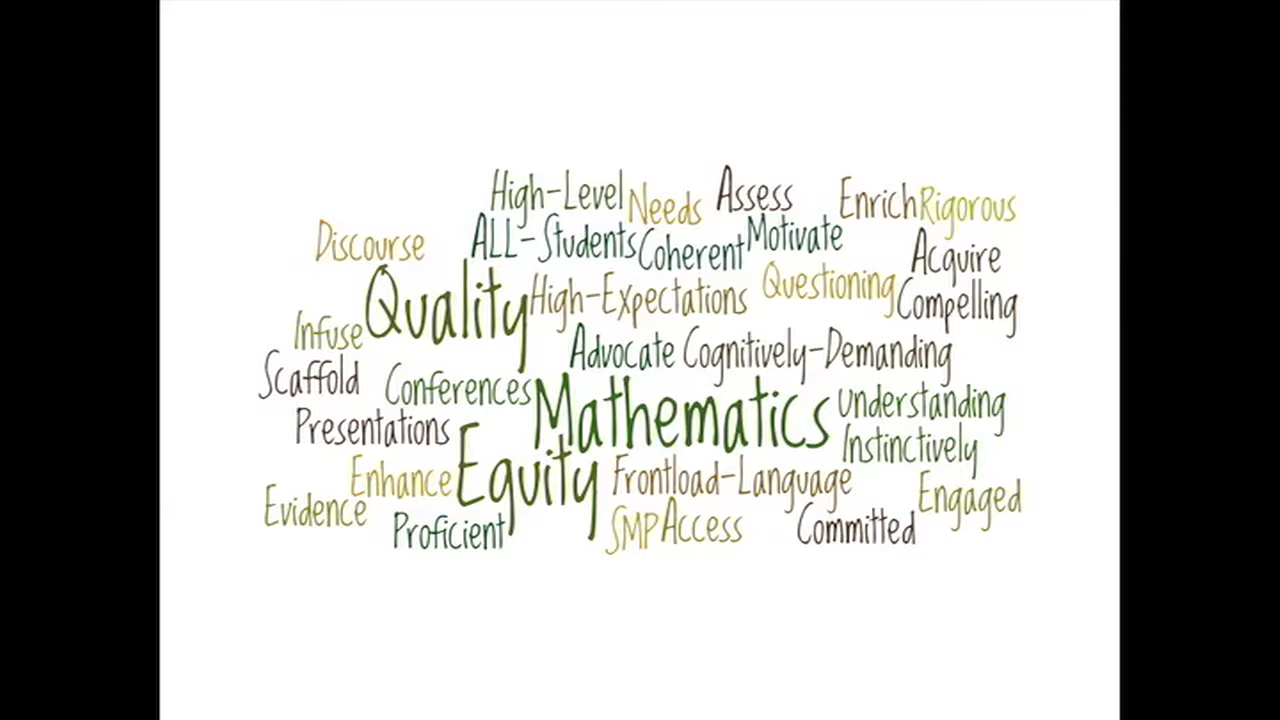 High-Level Needs Assess Enrich Rigorous
Discourse ALL-Students Coherent Motivate Acquire
Quality High-Expectations Questioning Compelling
Infuse Advocate Cognitively-Demanding
Scaffold Conferences Mathematics Understanding
Presentations Instinctively
Enhance Equity Frontload-Language Engaged
Evidence Proficient SMP Access Committed